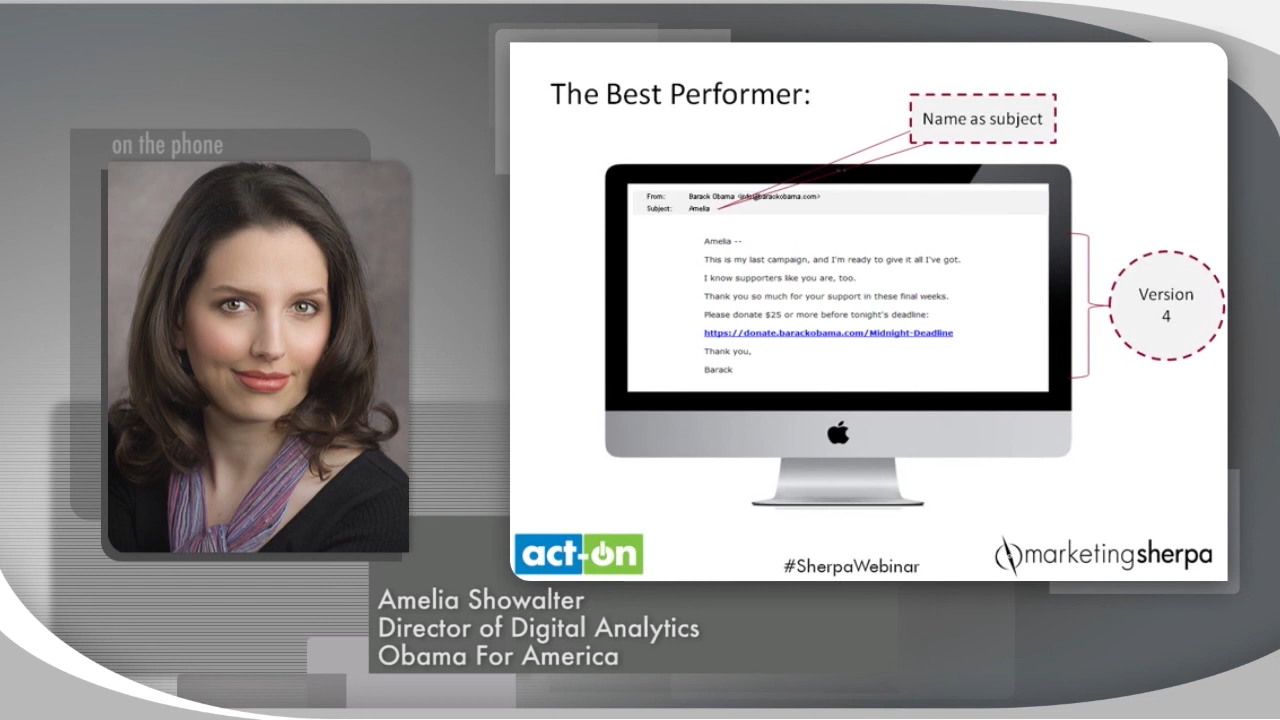 on the phone
The Best Performer:
Name as subject
From: Barack Obama <info@barackobama.com>
Subject: Amelia
Amelia --
This is my last campaign, and I'm ready to give it all I've got.
I know supporters like you are, too.
Thank you so much for your support in these final weeks.
Please donate $25 or more before tonight's deadline:
https://donate.barackobama.com/Midnight-Deadline
Thank you,
Barack
Version
4
act-on
#SherpaWebinar
marketingsherpa
Amelia Showalter
Director of Digital Analytics
Obama For America